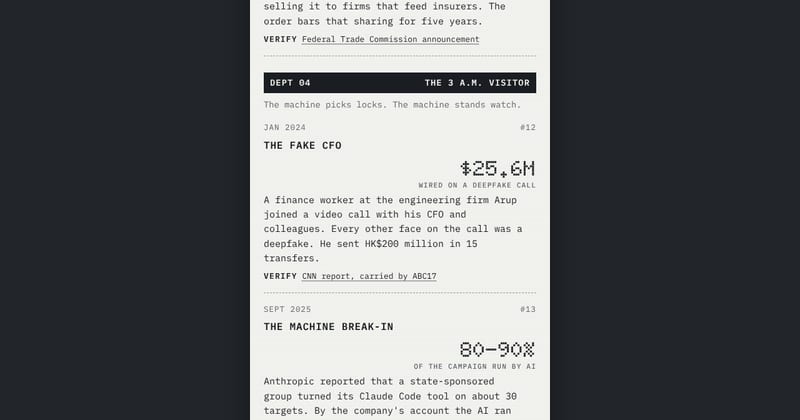 selling it to firms that feed insurers. The
order bars that sharing for five years.
VERIFY Federal Trade Commission announcement
DEPT 04 THE 3 A.M. VISITOR
The machine picks locks. The machine stands watch.
JAN 2024 #12
THE FAKE CFO
$25.6M
WIRED ON A DEEPFAKE CALL
A finance worker at the engineering firm Arup
joined a video call with his CFO and
colleagues. Every other face on the call was a
deepfake. He sent HK$200 million in 15
transfers.
VERIFY CNN report, carried by ABC17
SEPT 2025 #13
THE MACHINE BREAK-IN
80–90%
OF THE CAMPAIGN RUN BY AI
Anthropic reported that a state-sponsored
group turned its Claude Code tool on about 30
targets. By the company's account the AI ran